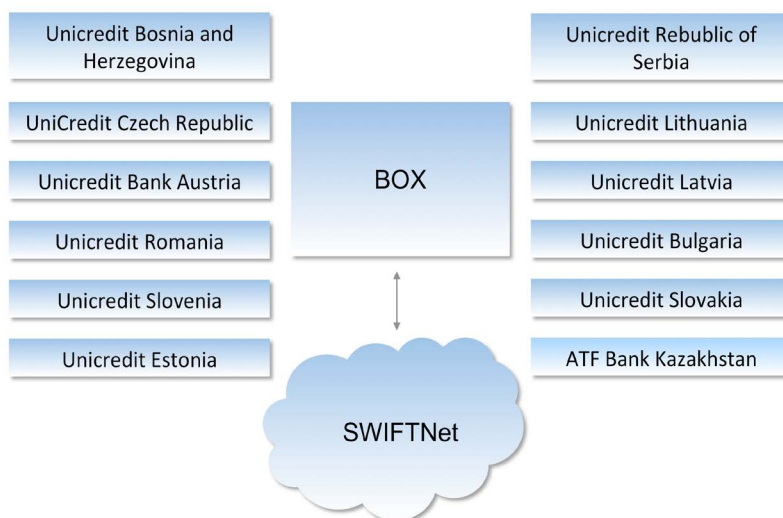 Unicredit Bosnia and
Herzegovina
UniCredit Czech Republic
Unicredit Bank Austria
Unicredit Romania
Unicredit Slovenia
Unicredit Estonia
BOX
SWIFTNet
Unicredit Rebublic of
Serbia
Unicredit Lithuania
Unicredit Latvia
Unicredit Bulgaria
Unicredit Slovakia
ATF Bank Kazakhstan